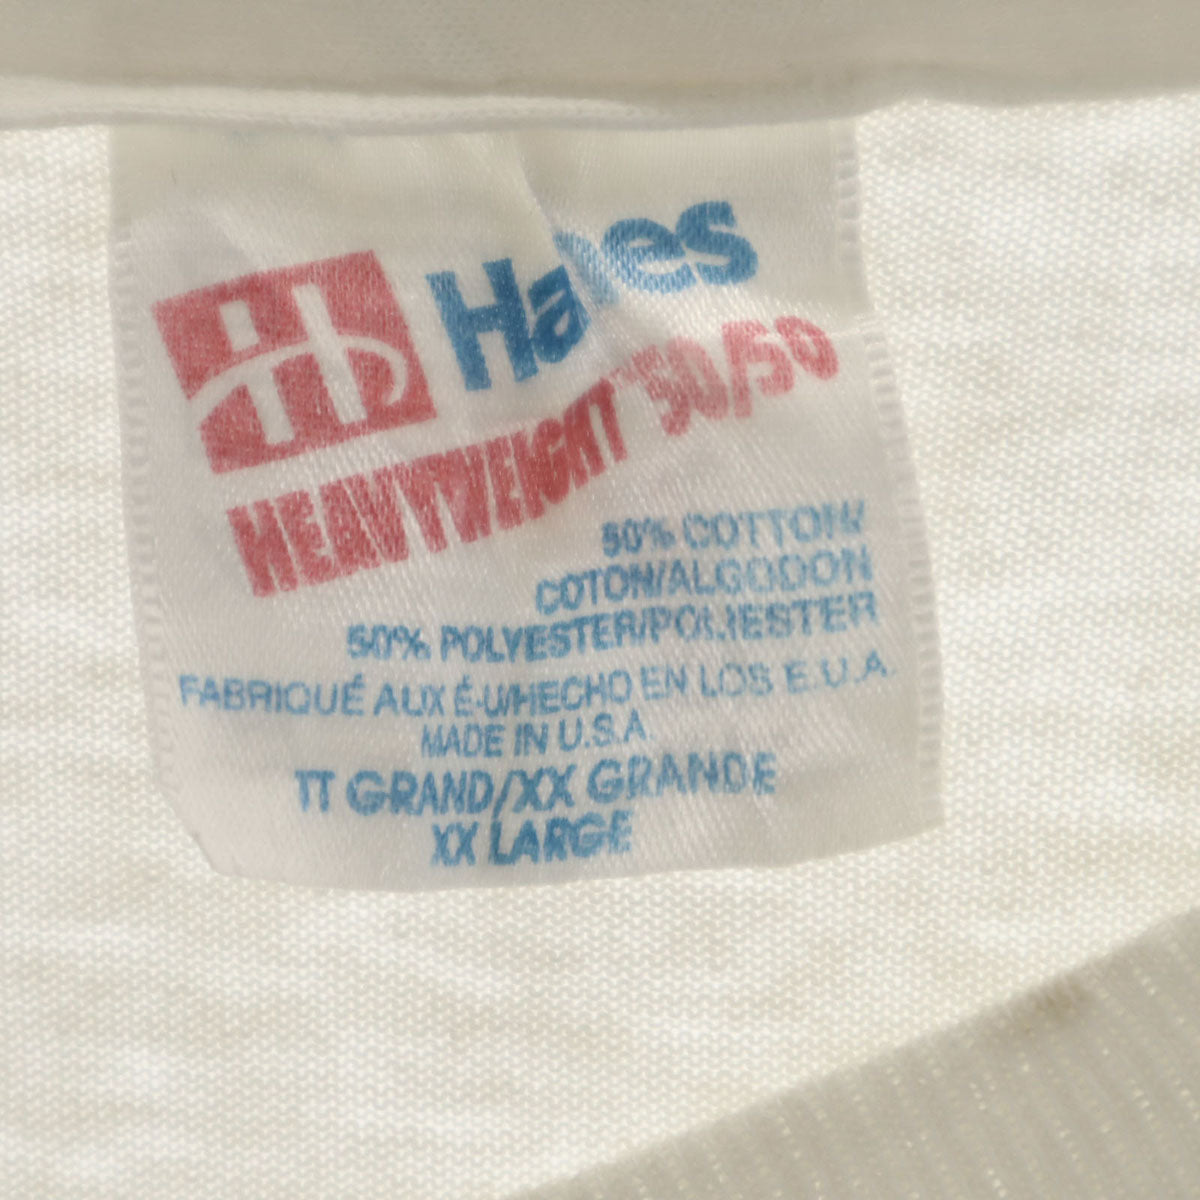 Hanes
HEAVYWEIGHT 50/50
50% COTTON/
COTON/ALGODON
50% POLYESTER/POLIESTER
FABRIQUÉ AUX É-U/HECHO EN LOS E.U.A.
MADE IN U.S.A.
TT GRAND/XX GRANDE
XX LARGE